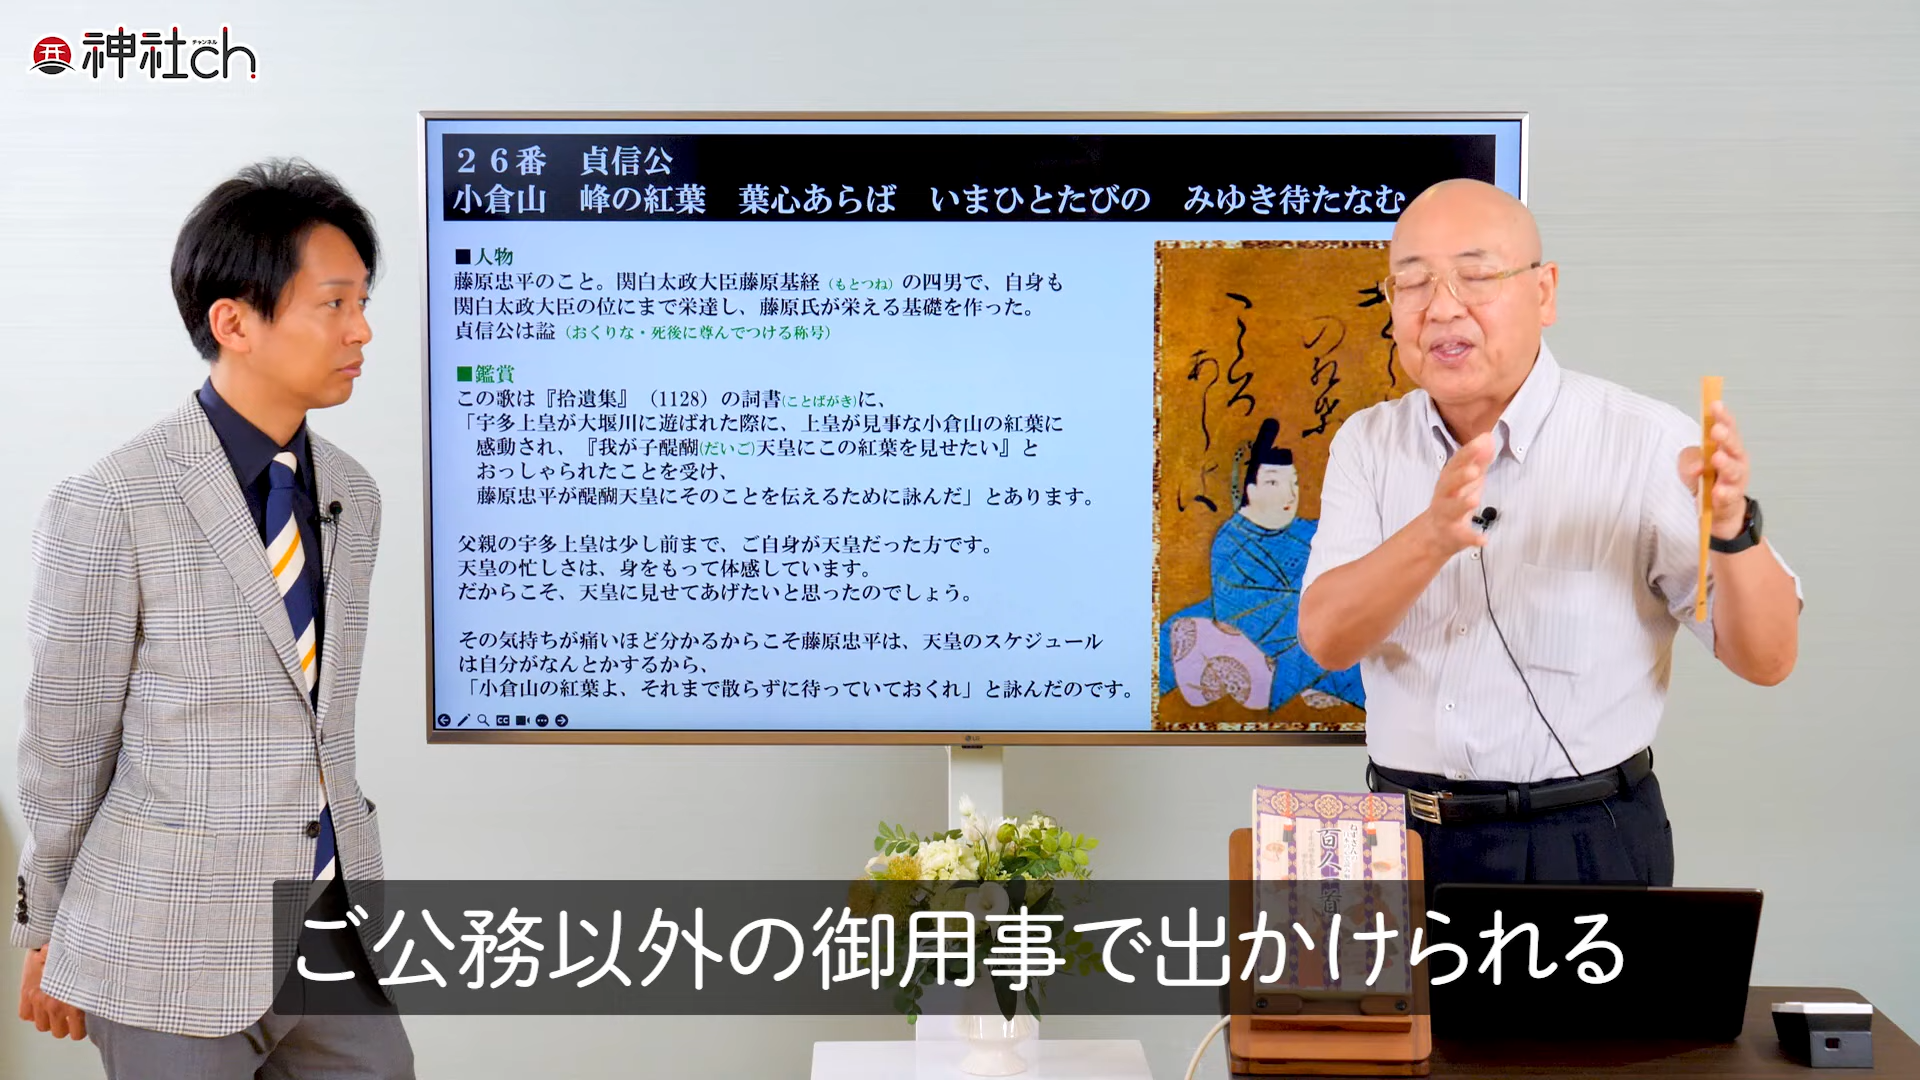 神社ch
チャンネル
26番 貞信公
小倉山 峰の紅葉 葉心あらば いまひとたびの みゆき待たなむ
■人物
藤原忠平のこと。関白太政大臣藤原基経(もとつね)の四男で、自身も
関白太政大臣の位にまで栄達し、藤原氏が栄える基礎を作った。
貞信公は諡(おくりな・死後に尊んでつける称号)
■鑑賞
この歌は『拾遺集』(1128)の詞書(ことばがき)に、
「宇多上皇が大堰川に遊ばれた際に、上皇が見事な小倉山の紅葉に
感動され、『我が子醍醐(だいご)天皇にこの紅葉を見せたい』と
おっしゃられたことを受け、
藤原忠平が醍醐天皇にそのことを伝えるために詠んだ」とあります。
父親の宇多上皇は少し前まで、ご自身が天皇だった方です。
天皇の忙しさは、身をもって体感しています。
だからこそ、天皇に見せてあげたいと思ったのでしょう。
その気持ちが痛いほど分かるからこそ藤原忠平は、天皇のスケジュール
は自分がなんとかするから、
「小倉山の紅葉よ、それまで散らずに待っていておくれ」と詠んだのです。
LG
百人一首
ご公務以外の御用事で出かけられる